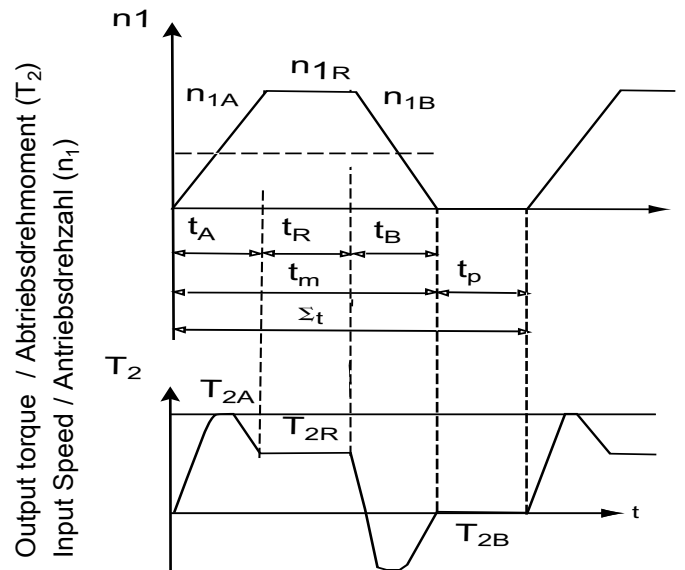 Output torque / Abtriebsdrehmoment (T₂)
Input Speed / Antriebsdrehzahl (n₁)
n1
n₁A n₁R n₁B
tA tR tB
tm tp
Σt
T₂
T₂A
T₂R
t
T₂B